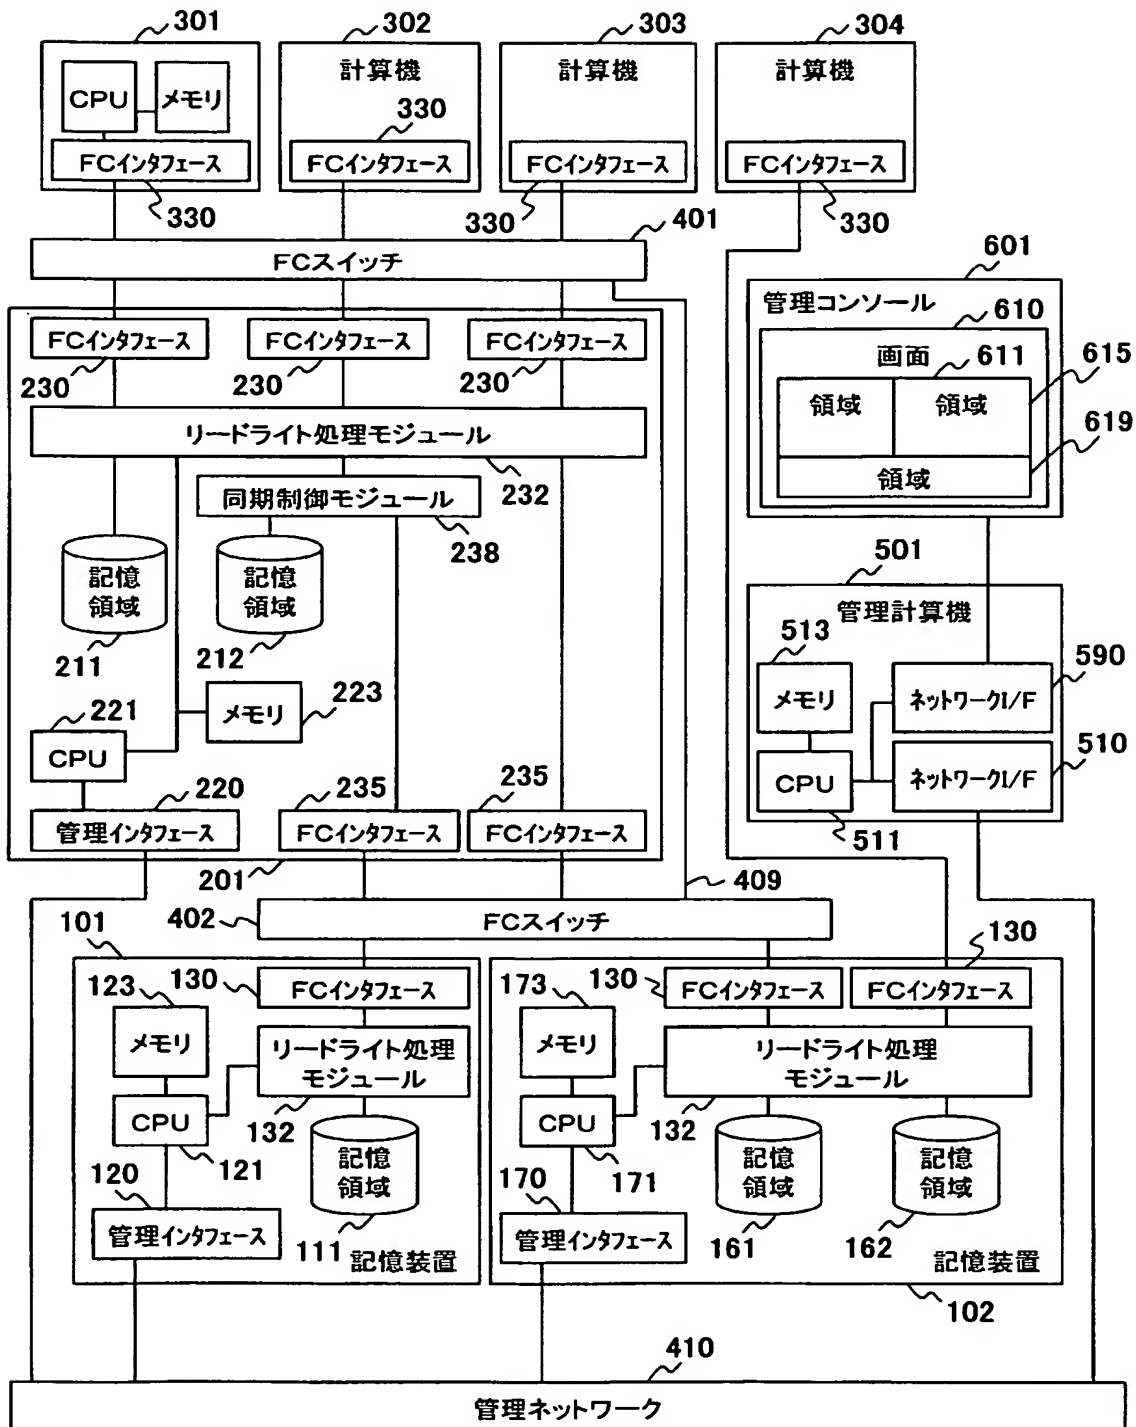 301
302
303
304
CPU
メモリ
計算機
計算機
計算機
330
FCインタフェース
FCインタフェース
FCインタフェース
FCインタフェース
330
330
330
401
FCスイッチ
601
管理コンソール
610
画面
611
615
領域
領域
619
領域
FCインタフェース
FCインタフェース
FCインタフェース
230
230
230
リードライト処理モジュール
232
同期制御モジュール
238
記憶
領域
記憶
領域
211
212
501
管理計算機
513
590
メモリ
ネットワークI/F
510
CPU
ネットワークI/F
511
223
メモリ
221
CPU
220
235
235
管理インタフェース
FCインタフェース
FCインタフェース
201
409
402
FCスイッチ
101
130
123
130
FCインタフェース
173
130
FCインタフェース
FCインタフェース
メモリ
リードライト処理
モジュール
メモリ
リードライト処理
モジュール
CPU
132
CPU
132
121
記憶
領域
171
記憶
領域
記憶
領域
120
111
170
161
162
管理インタフェース
記憶装置
管理インタフェース
記憶装置
102
410
管理ネットワーク